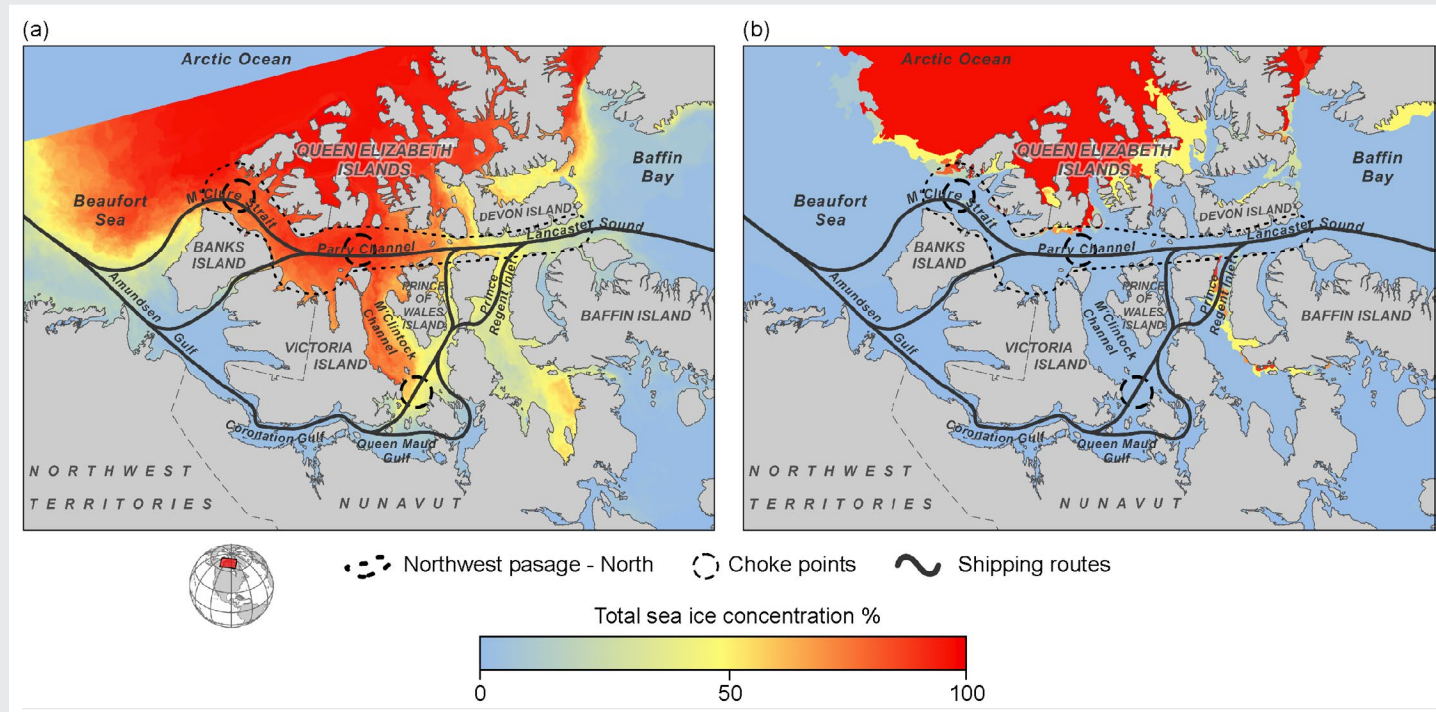 (a)
Arctic Ocean
QUEEN ELIZABETH
ISLANDS
Baffin
Bay
Beaufort
Sea
M'Clure Strait
DEVON ISLAND
BANKS
ISLAND
Parry Channel
Lancaster Sound
Amundsen
Gulf
PRINCE
OF
WALES
ISLAND
Prince
Regent Inlet
M'Clintock
Channel
BAFFIN ISLAND
VICTORIA
ISLAND
Coronation Gulf
Queen Maud
Gulf
NORTHWEST
TERRITORIES
NUNAVUT
(b)
Arctic Ocean
QUEEN ELIZABETH
ISLANDS
Baffin
Bay
Beaufort
Sea
M'Clure Strait
DEVON ISLAND
BANKS
ISLAND
Parry Channel
Lancaster Sound
Amundsen
Gulf
PRINCE
OF
WALES
ISLAND
Prince
Regent Inlet
M'Clintock
Channel
BAFFIN ISLAND
VICTORIA
ISLAND
Coronation Gulf
Queen Maud
Gulf
NORTHWEST
TERRITORIES
NUNAVUT
Northwest pasage - North
Choke points
Shipping routes
Total sea ice concentration %
0 50 100